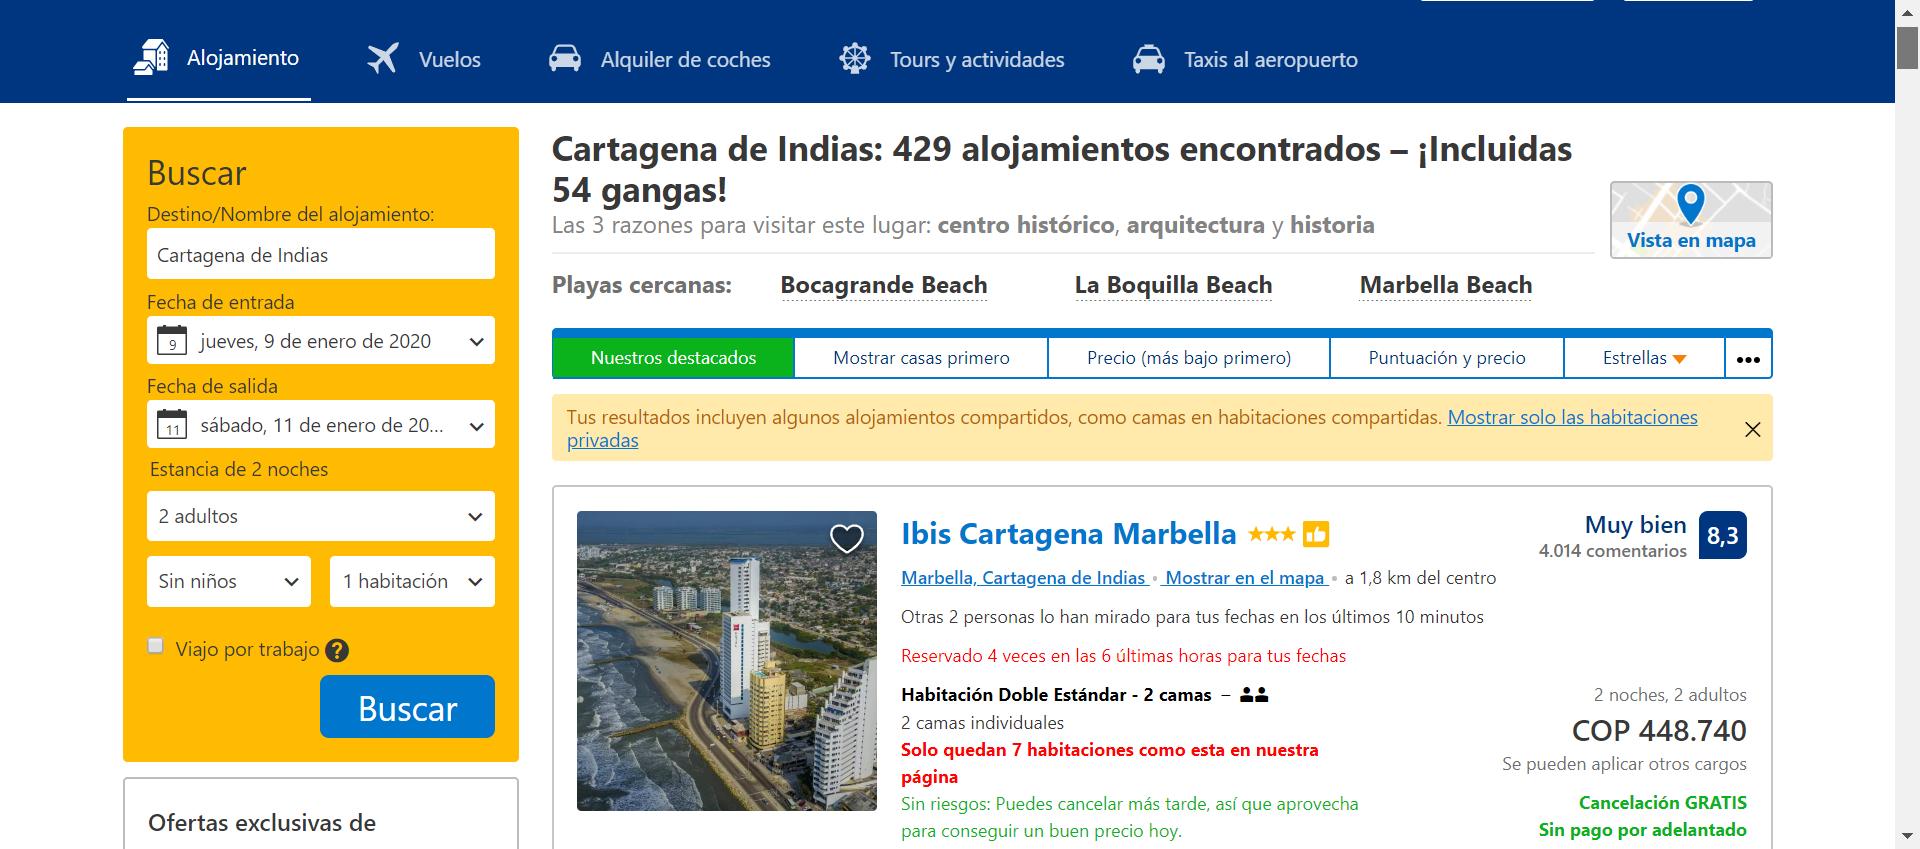 Alojamiento
Vuelos
Alquiler de coches
Tours y actividades
Taxis al aeropuerto
Buscar
Destino/Nombre del alojamiento:
Cartagena de Indias
Fecha de entrada
9
jueves, 9 de enero de 2020
Fecha de salida
11
sábado, 11 de enero de 20...
Estancia de 2 noches
2 adultos
Sin niños
1 habitación
Viajo por trabajo ?
Buscar
Ofertas exclusivas de
Cartagena de Indias: 429 alojamientos encontrados – ¡Incluidas
54 gangas!
Las 3 razones para visitar este lugar: centro histórico, arquitectura y historia
Vista en mapa
Playas cercanas:
Bocagrande Beach
La Boquilla Beach
Marbella Beach
Nuestros destacados
Mostrar casas primero
Precio (más bajo primero)
Puntuación y precio
Estrellas
•••
Tus resultados incluyen algunos alojamientos compartidos, como camas en habitaciones compartidas. Mostrar solo las habitaciones
privadas
Ibis Cartagena Marbella
Muy bien
8,3
4.014 comentarios
Marbella, Cartagena de Indias • Mostrar en el mapa • a 1,8 km del centro
Otras 2 personas lo han mirado para tus fechas en los últimos 10 minutos
Reservado 4 veces en las 6 últimas horas para tus fechas
Habitación Doble Estándar - 2 camas –
2 camas individuales
Solo quedan 7 habitaciones como esta en nuestra
página
Sin riesgos: Puedes cancelar más tarde, así que aprovecha
para conseguir un buen precio hoy.
2 noches, 2 adultos
COP 448.740
Se pueden aplicar otros cargos
Cancelación GRATIS
Sin pago por adelantado